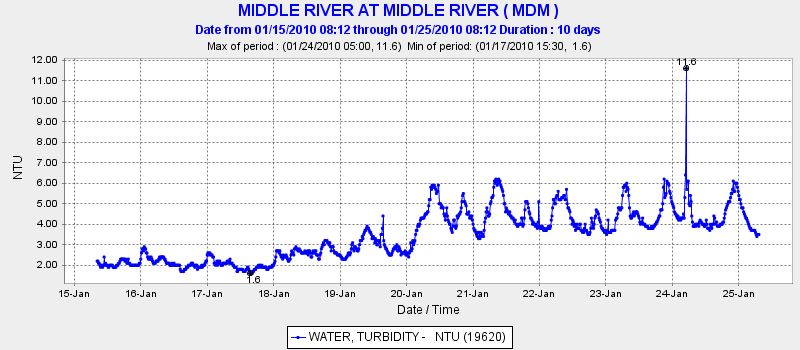 MIDDLE RIVER AT MIDDLE RIVER ( MDM )
Date from 01/15/2010 08:12 through 01/25/2010 08:12 Duration : 10 days
Max of period : (01/24/2010 05:00, 11.6) Min of period: (01/17/2010 15:30, 1.6)
12.00
11.6
11.00
10.00
9.00
8.00
7.00
NTU
6.00
5.00
4.00
3.00
2.00
1.6
15-Jan 16-Jan 17-Jan 18-Jan 19-Jan 20-Jan 21-Jan 22-Jan 23-Jan 24-Jan 25-Jan
Date / Time
WATER, TURBIDITY - NTU (19620)